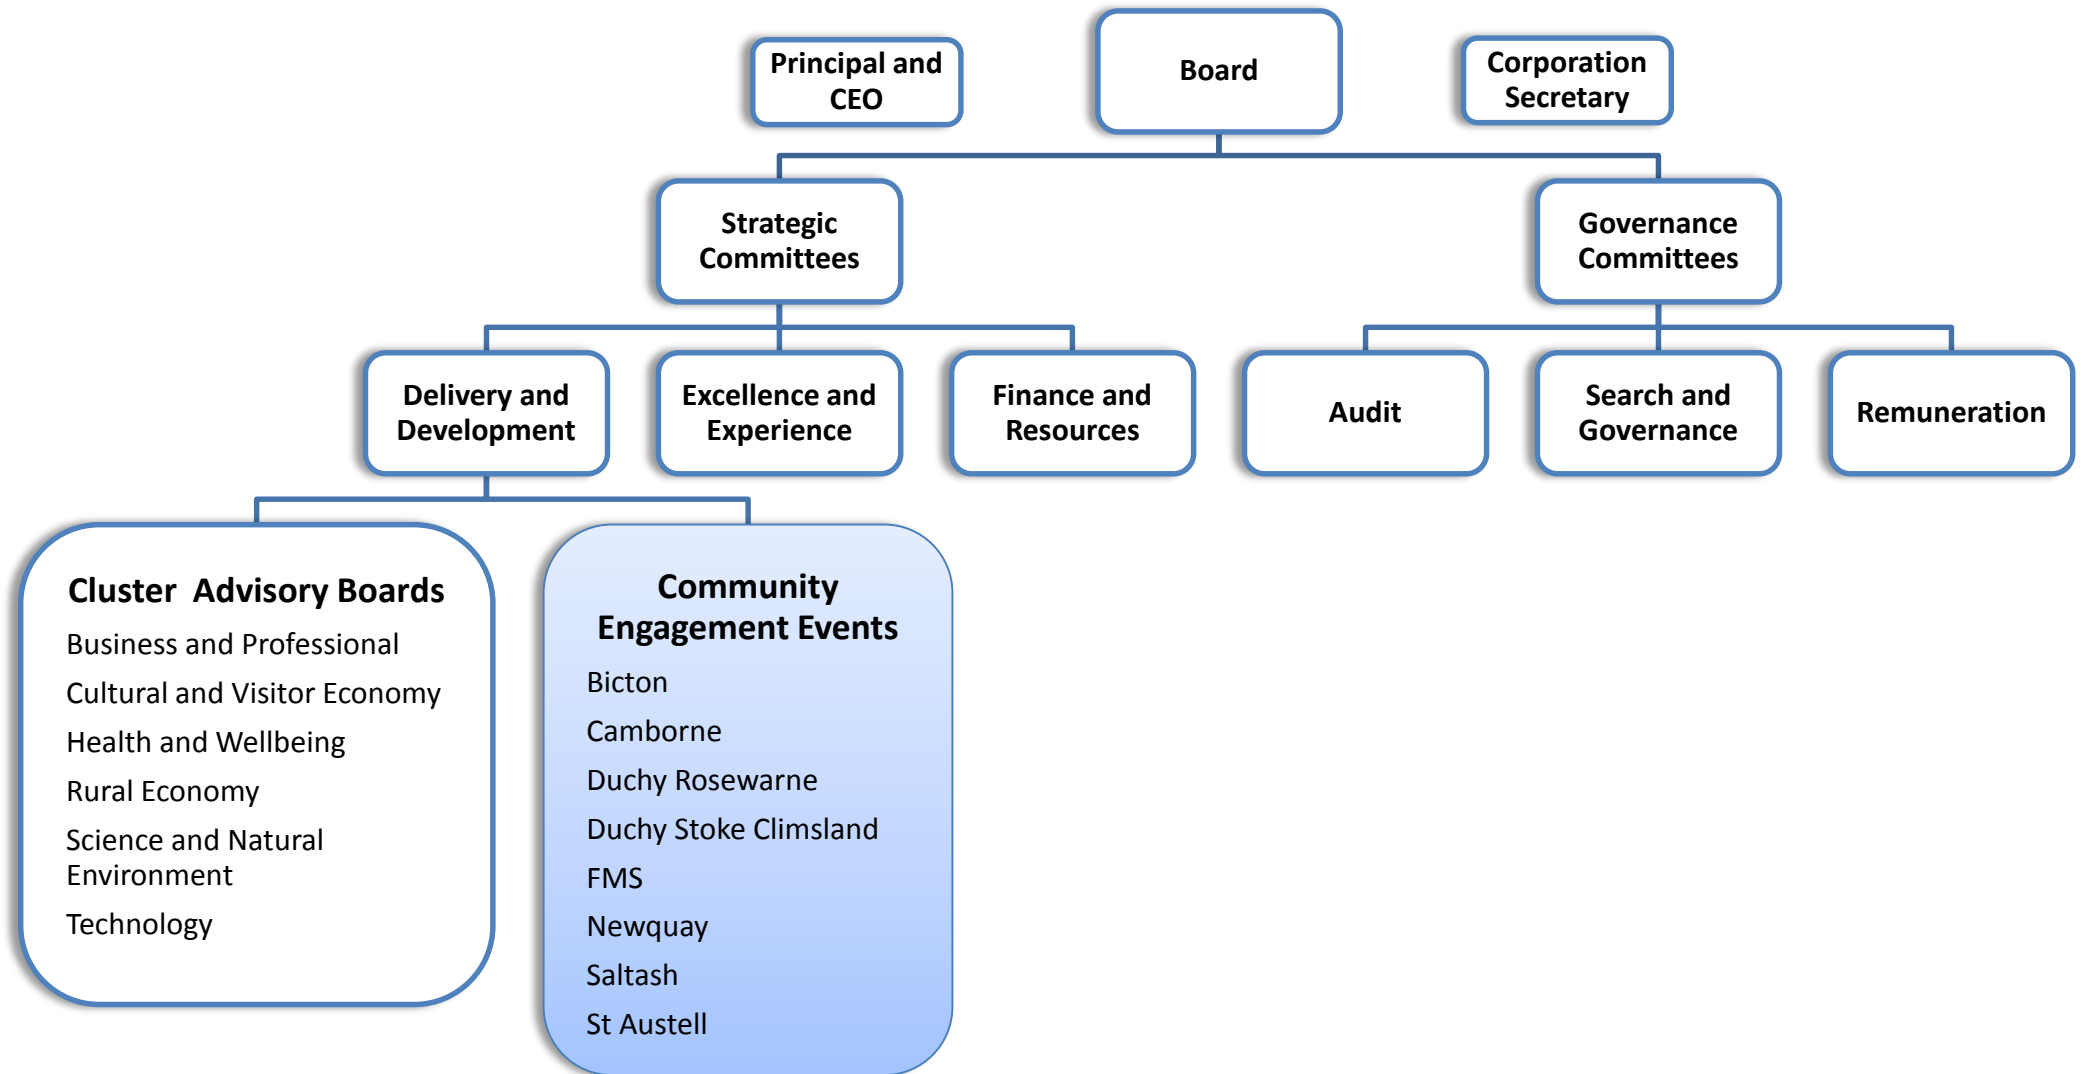 Principal and
CEO
Board
Corporation
Secretary
Strategic
Committees
Governance
Committees
Delivery and
Development
Excellence and
Experience
Finance and
Resources
Audit
Search and
Governance
Remuneration
Cluster  Advisory Boards
Business and Professional
Cultural and Visitor Economy
Health and Wellbeing
Rural Economy
Science and Natural
Environment
Technology
Community
Engagement Events
Bicton
Camborne
Duchy Rosewarne
Duchy Stoke Climsland
FMS
Newquay
Saltash
St Austell